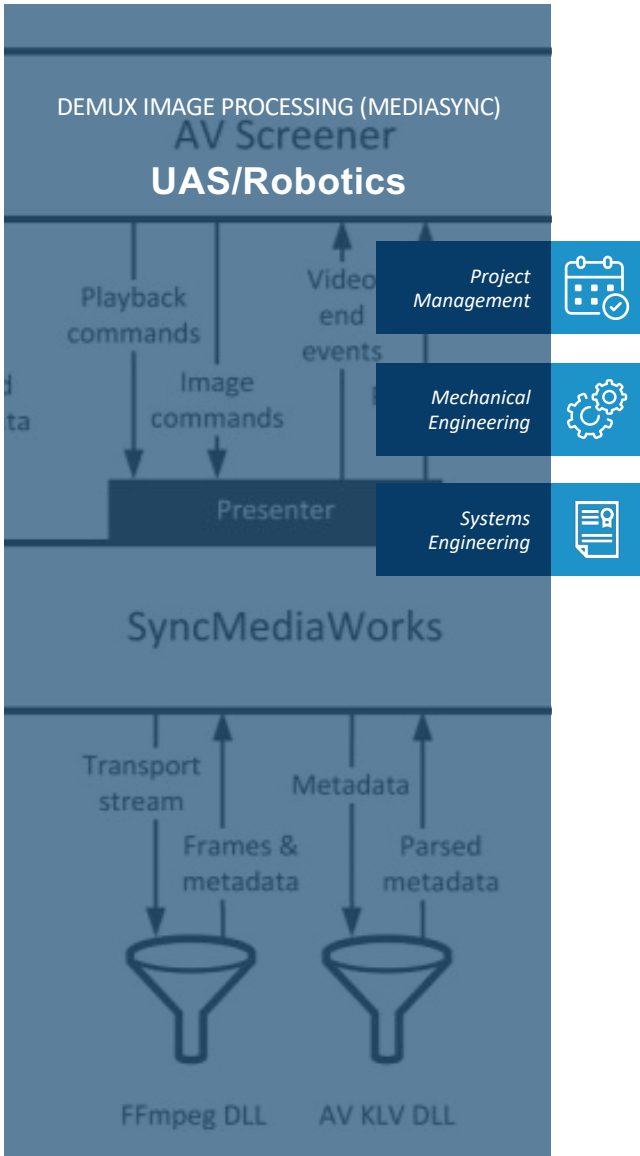 DEMUX IMAGE PROCESSING (MEDIASYNC)
AV Screener
UAS/Robotics
Project
Management
Playback
commands
Video
end
events
Image
commands
Mechanical
Engineering
ta
Presenter
Systems
Engineering
SyncMediaWorks
Transport
stream
Metadata
Frames &
metadata
Parsed
metadata
FFmpeg DLL
AV KLV DLL